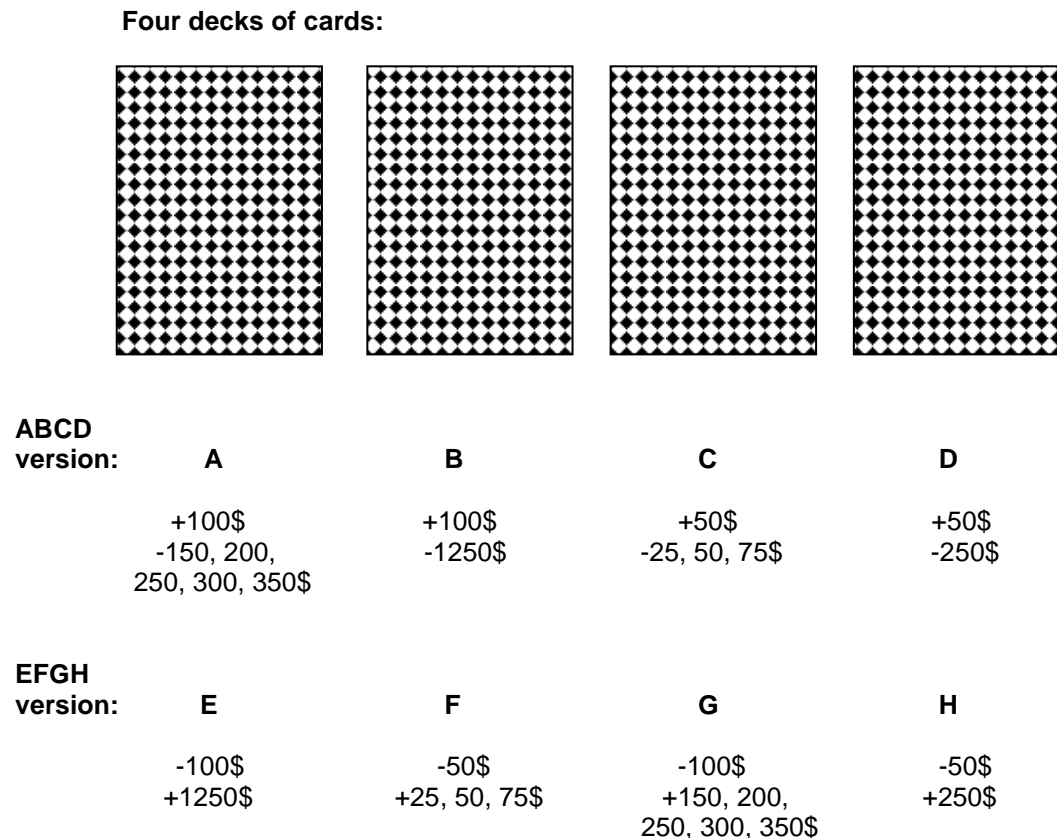 Four decks of cards:
ABCD
version: A B C D
+100$ +100$ +50$ +50$
-150, 200, -1250$ -25, 50, 75$ -250$
250, 300, 350$
EFGH
version: E F G H
-100$ -50$ -100$ -50$
+1250$ +25, 50, 75$ +150, 200, +250$
250, 300, 350$